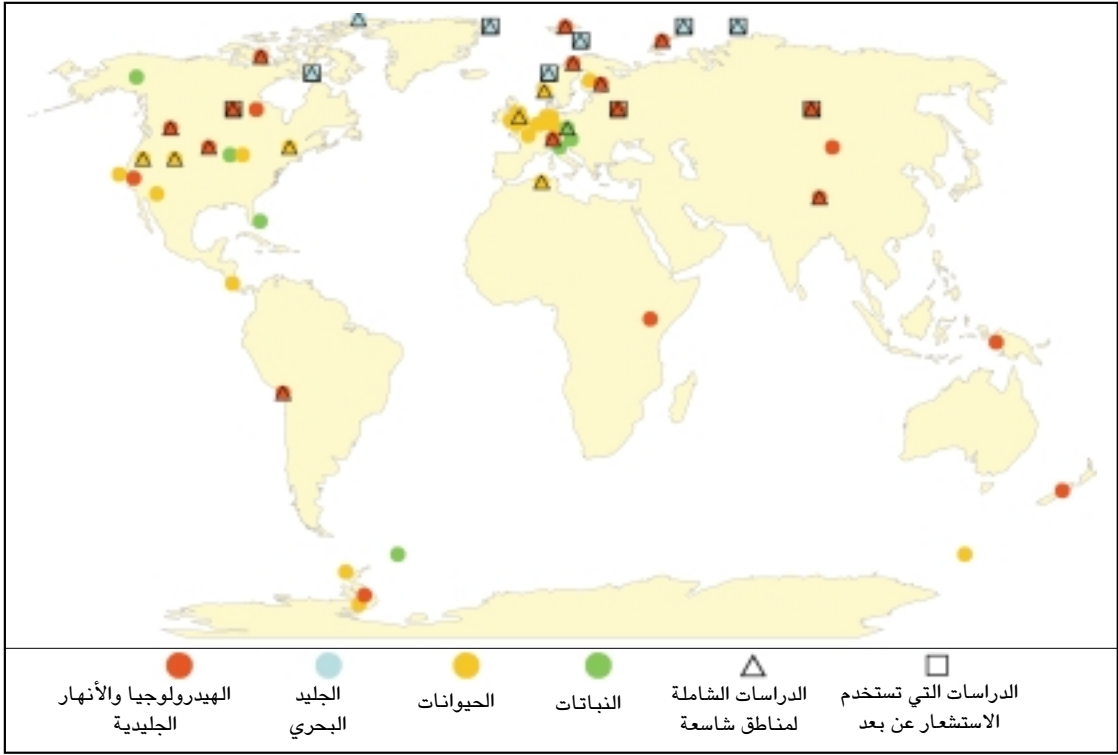 الدراسات التي تستخدم
الاستشعار عن بعد
الدراسات الشاملة
لمناطق شاسعة
النباتات
الحيوانات
الجليد
البحري
الهيدرولوجيا والأنهار
الجليدية